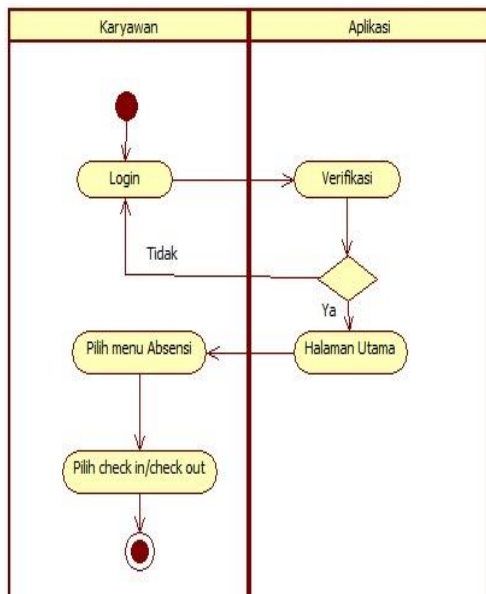 Karyawan
Aplikasi
Login
Verifikasi
Tidak
Ya
Pilih menu Absensi
Halaman Utama
Pilih check in/check out